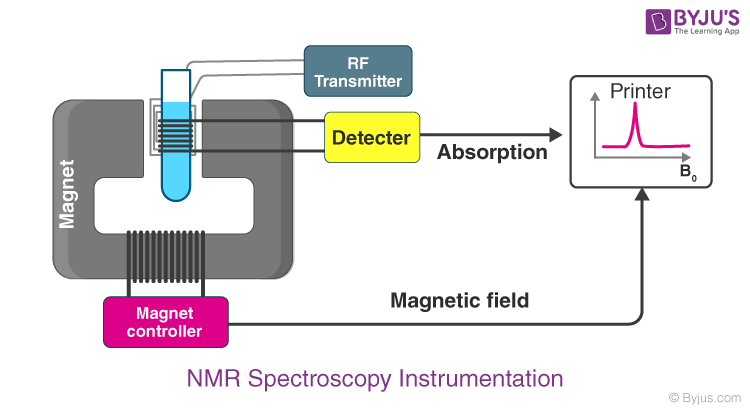 BYJU'S
The Learning App
RF
Transmitter
Printer
Magnet
Detecter
Absorption
B₀
Magnetic field
Magnet
controller
NMR Spectroscopy Instrumentation
© Byjus.com